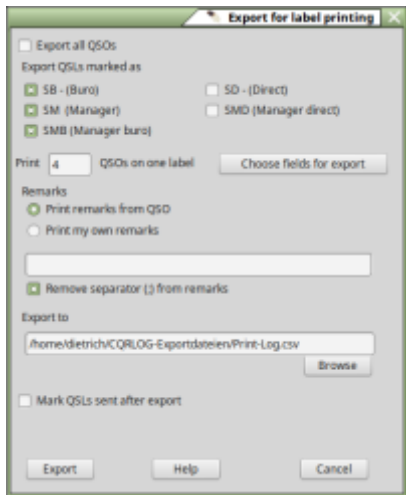 Export for label printing
Export all QSOs
Export QSLs marked as
SB - (Buro) SD - (Direct)
SM (Manager) SMD (Manager direct)
SMB (Manager buro)
Print 4 QSOs on one label Choose fields for export
Remarks
Print remarks from QSO
Print my own remarks
Remove separator (;) from remarks
Export to
/home/dietrich/CQRLOG-Exportdateien/Print-Log.csv
Browse
Mark QSLs sent after export
Export Help Cancel